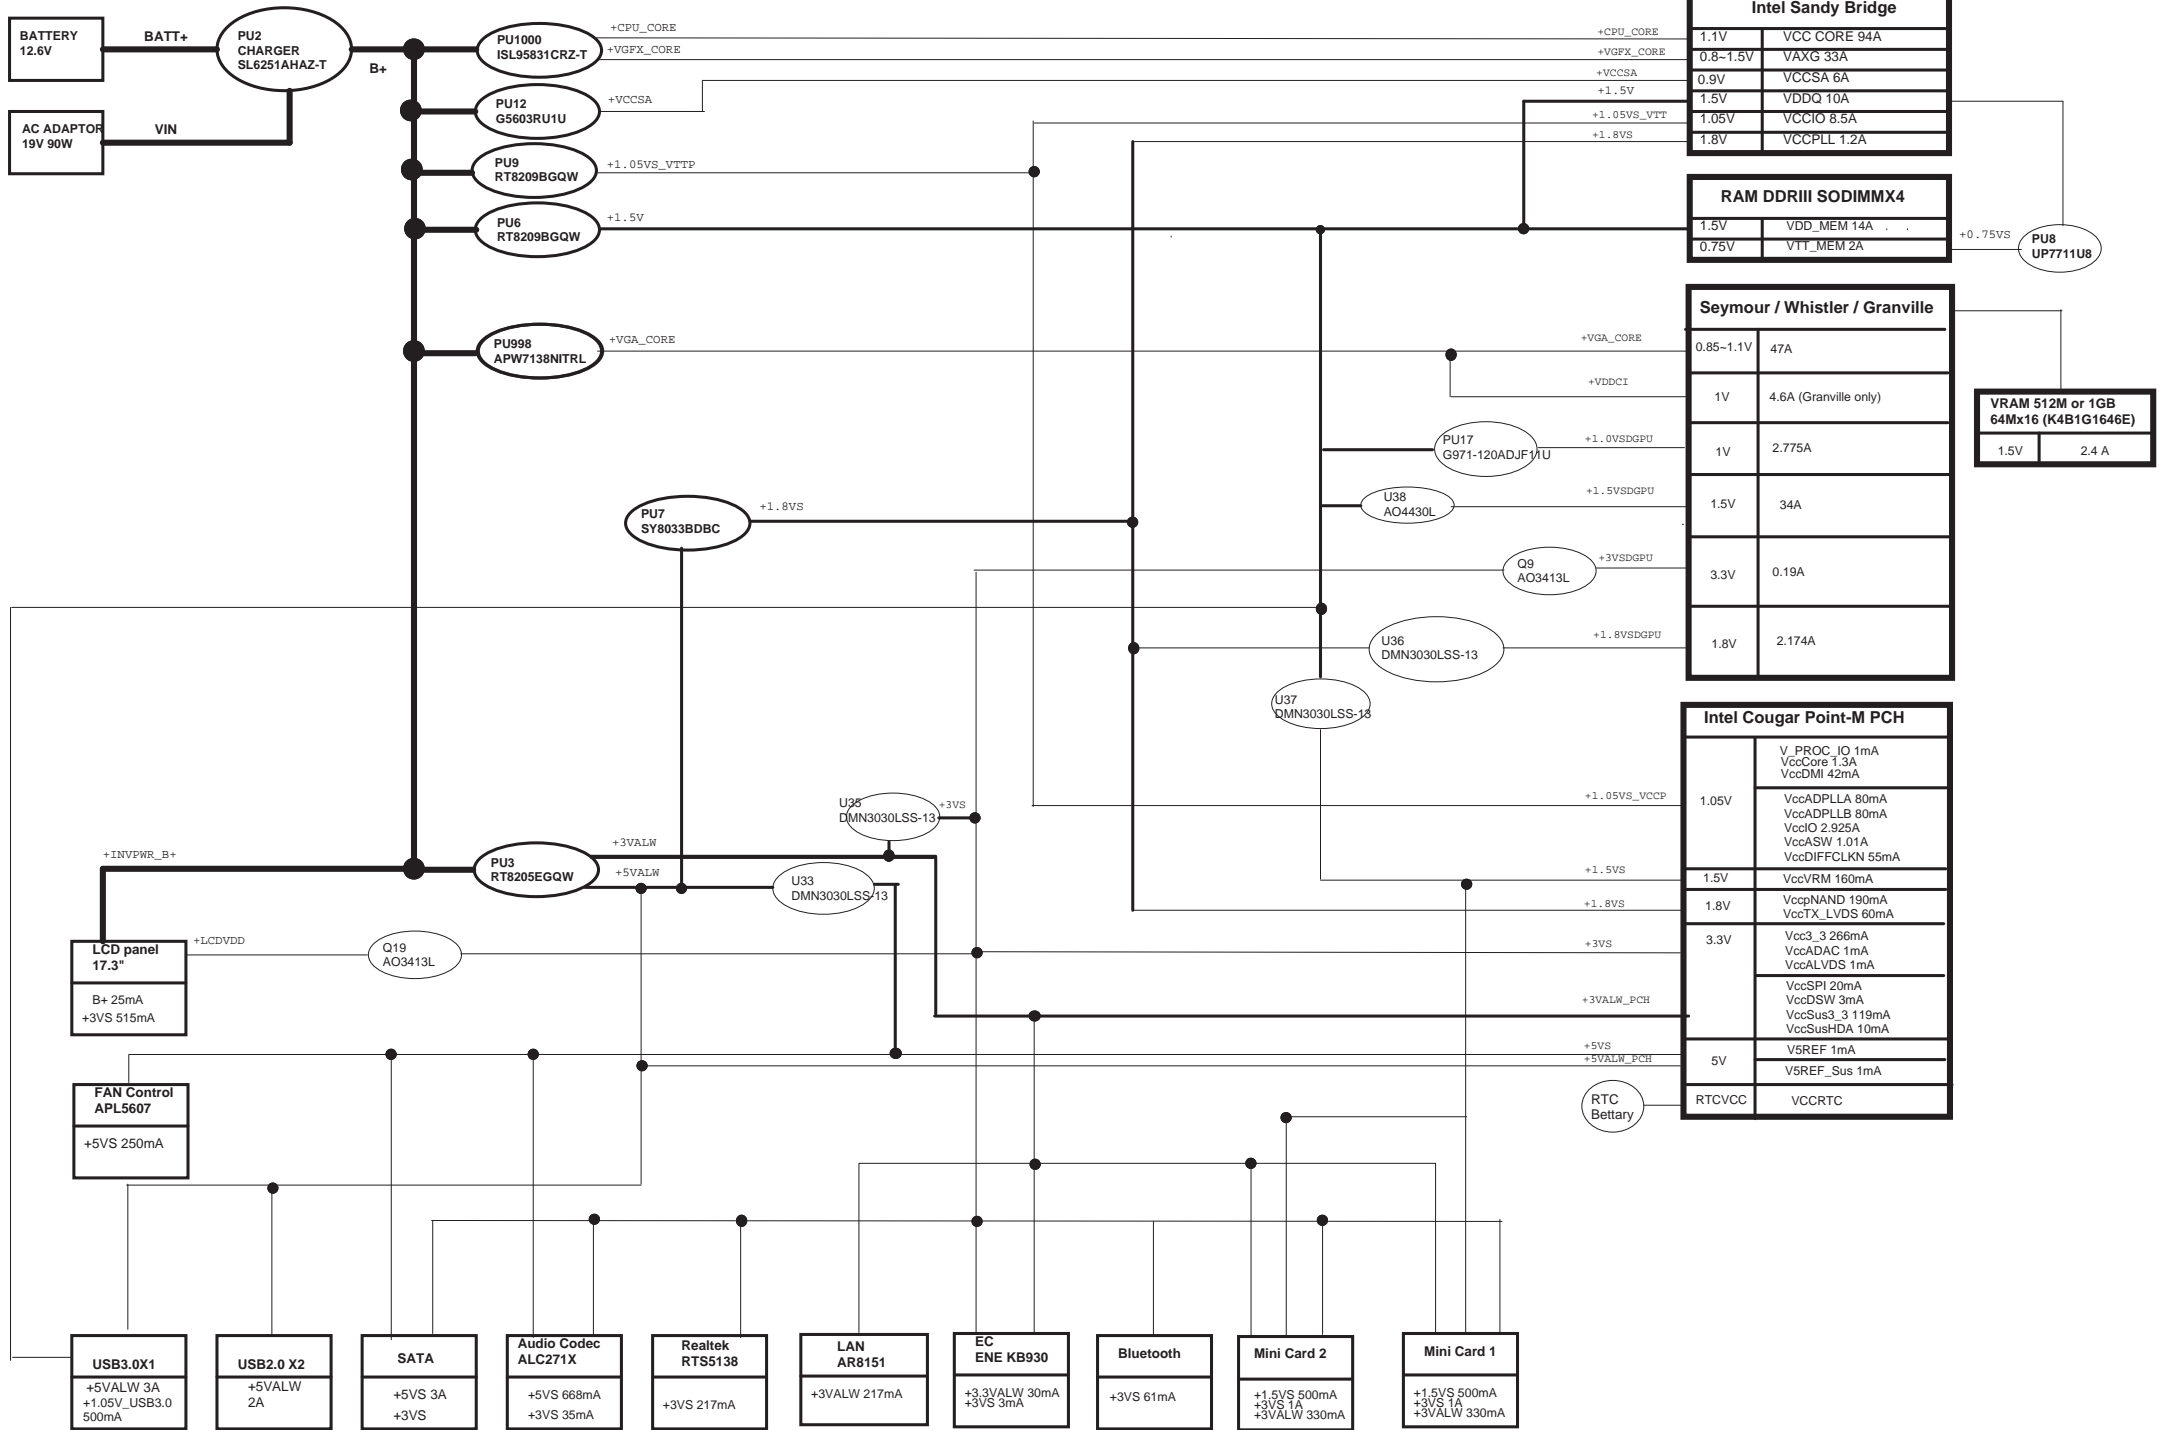 BATTERY
12.6V
BATT+
PU2
CHARGER
SL6251AHAZ-T
B+
AC ADAPTOR
19V 90W
VIN
PU1000
ISL95831CRZ-T
+CPU_CORE
+VGFX_CORE
PU12
G5603RU1U
+VCCSA
PU9
RT8209BGQW
+1.05VS_VTTP
PU6
RT8209BGQW
+1.5V
PU998
APW7138NITRL
+VGA_CORE
PU7
SY8033BDBC
+1.8VS
PU3
RT8205EGQW
+3VALW
+5VALW
U35
DMN3030LSS-13
+3VS
U33
DMN3030LSS-13
+INVPWR_B+
+LCDVDD
Q19
AO3413L
LCD panel
17.3"
B+ 25mA
+3VS 515mA
FAN Control
APL5607
+5VS 250mA
+CPU_CORE
+VGFX_CORE
+VCCSA
+1.5V
+1.05VS_VTT
+1.8VS
Intel Sandy Bridge
1.1V VCC CORE 94A
0.8~1.5V VAXG 33A
0.9V VCCSA 6A
1.5V VDDQ 10A
1.05V VCCIO 8.5A
1.8V VCCPLL 1.2A
RAM DDRIII SODIMMX4
1.5V VDD_MEM 14A
0.75V VTT_MEM 2A
+0.75VS
PU8
UP7711U8
Seymour / Whistler / Granville
+VGA_CORE
0.85~1.1V 47A
+VDDCI
1V 4.6A (Granville only)
PU17
G971-120ADJF11U
+1.0VSDGPU
1V 2.775A
U38
AO4430L
+1.5VSDGPU
1.5V 34A
Q9
AO3413L
+3VSDGPU
3.3V 0.19A
U36
DMN3030LSS-13
+1.8VSDGPU
1.8V 2.174A
VRAM 512M or 1GB
64Mx16 (K4B1G1646E)
1.5V 2.4 A
U37
DMN3030LSS-13
Intel Cougar Point-M PCH
+1.05VS_VCCP
1.05V
V_PROC_IO 1mA
VccCore 1.3A
VccDMI 42mA
VccADPLLA 80mA
VccADPLLB 80mA
VccIO 2.925A
VccASW 1.01A
VccDIFFCLKN 55mA
+1.5VS
1.5V VccVRM 160mA
+1.8VS
1.8V
VccpNAND 190mA
VccTX_LVDS 60mA
+3VS
3.3V
Vcc3_3 266mA
VccADAC 1mA
VccALVDS 1mA
+3VALW_PCH
VccSPI 20mA
VccDSW 3mA
VccSus3_3 119mA
VccSusHDA 10mA
+5VS
+5VALW_PCH
5V
V5REF 1mA
V5REF_Sus 1mA
RTC
Bettary
RTCVCC VCCRTC
USB3.0X1
+5VALW 3A
+1.05V_USB3.0
500mA
USB2.0 X2
+5VALW
2A
SATA
+5VS 3A
+3VS
Audio Codec
ALC271X
+5VS 668mA
+3VS 35mA
Realtek
RTS5138
+3VS 217mA
LAN
AR8151
+3VALW 217mA
EC
ENE KB930
+3.3VALW 30mA
+3VS 3mA
Bluetooth
+3VS 61mA
Mini Card 2
+1.5VS 500mA
+3VS 1A
+3VALW 330mA
Mini Card 1
+1.5VS 500mA
+3VS 1A
+3VALW 330mA